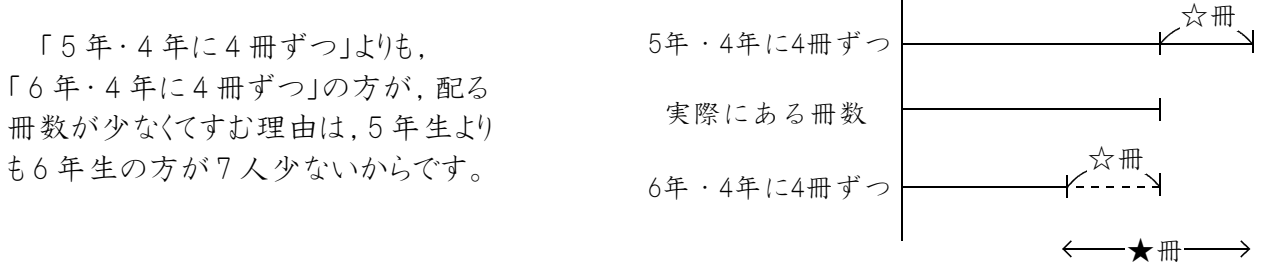 「５年・４年に４冊ずつ」よりも，
「６年・４年に４冊ずつ」の方が，配る
冊数が少なくてすむ理由は，５年生より
も６年生の方が７人少ないからです。
☆冊
5年・4年に4冊ずつ
実際にある冊数
☆冊
6年・4年に4冊ずつ
★冊